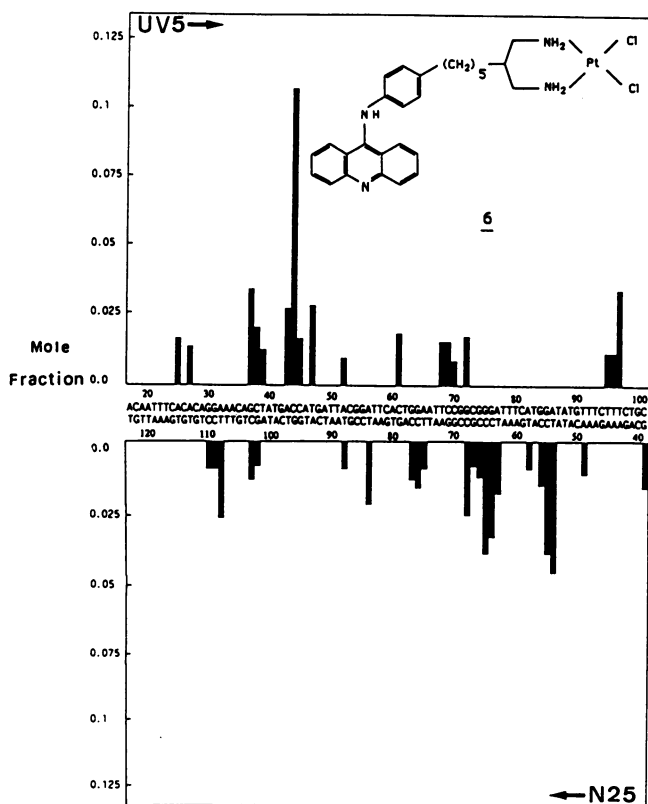 UV5
0.125
0.1
0.075
0.05
0.025
0.0
Mole
Fraction
NH₂
Cl
Pt
(CH₂)₅
NH₂
Cl
NH
N
6
20 30 40 50 60 70 80 90 100
ACAATTTCACACAGGAAACAGCTATGACCATGATTACGGATTCACTGGAATTCCGGCGGGATTTCATGGATATGTTTCTTTCTGC
TGTTAAAGTGTGTCCTTTGTCGATACTGGTACTAATGCCTAAGTGACCTTAAGGCCGCCCTAAAGTACCTATACAAAGAAAGACG
120 110 100 90 80 70 60 50 40
0.0
0.025
0.05
0.075
0.1
0.125
N25